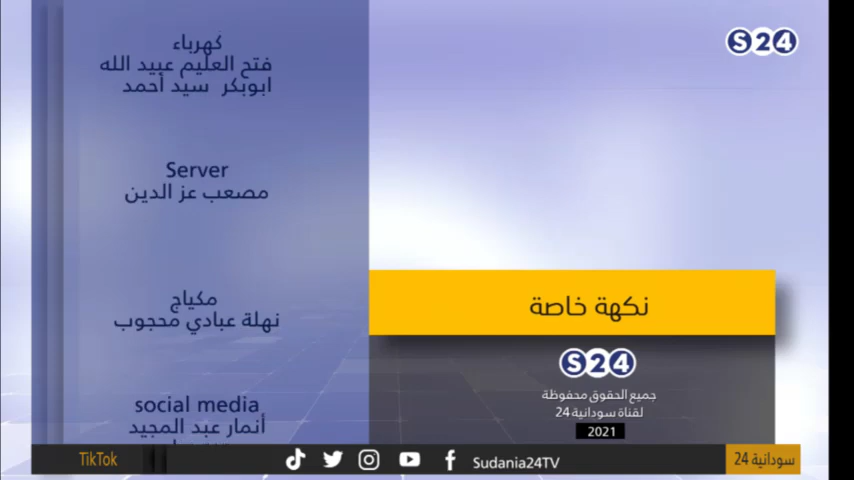 كهرباء
فتح العليم عبيد الله
ابوبكر سيد أحمد
Server
مصعب عز الدين
مكياج
نهلة عبادي محجوب
social media
أنمار عبد المجيد
S24
نكهة خاصة
S24
جميع الحقوق محفوظة
لقناة سودانية 24
2021
TikTok
Sudania24TV
سودانية 24